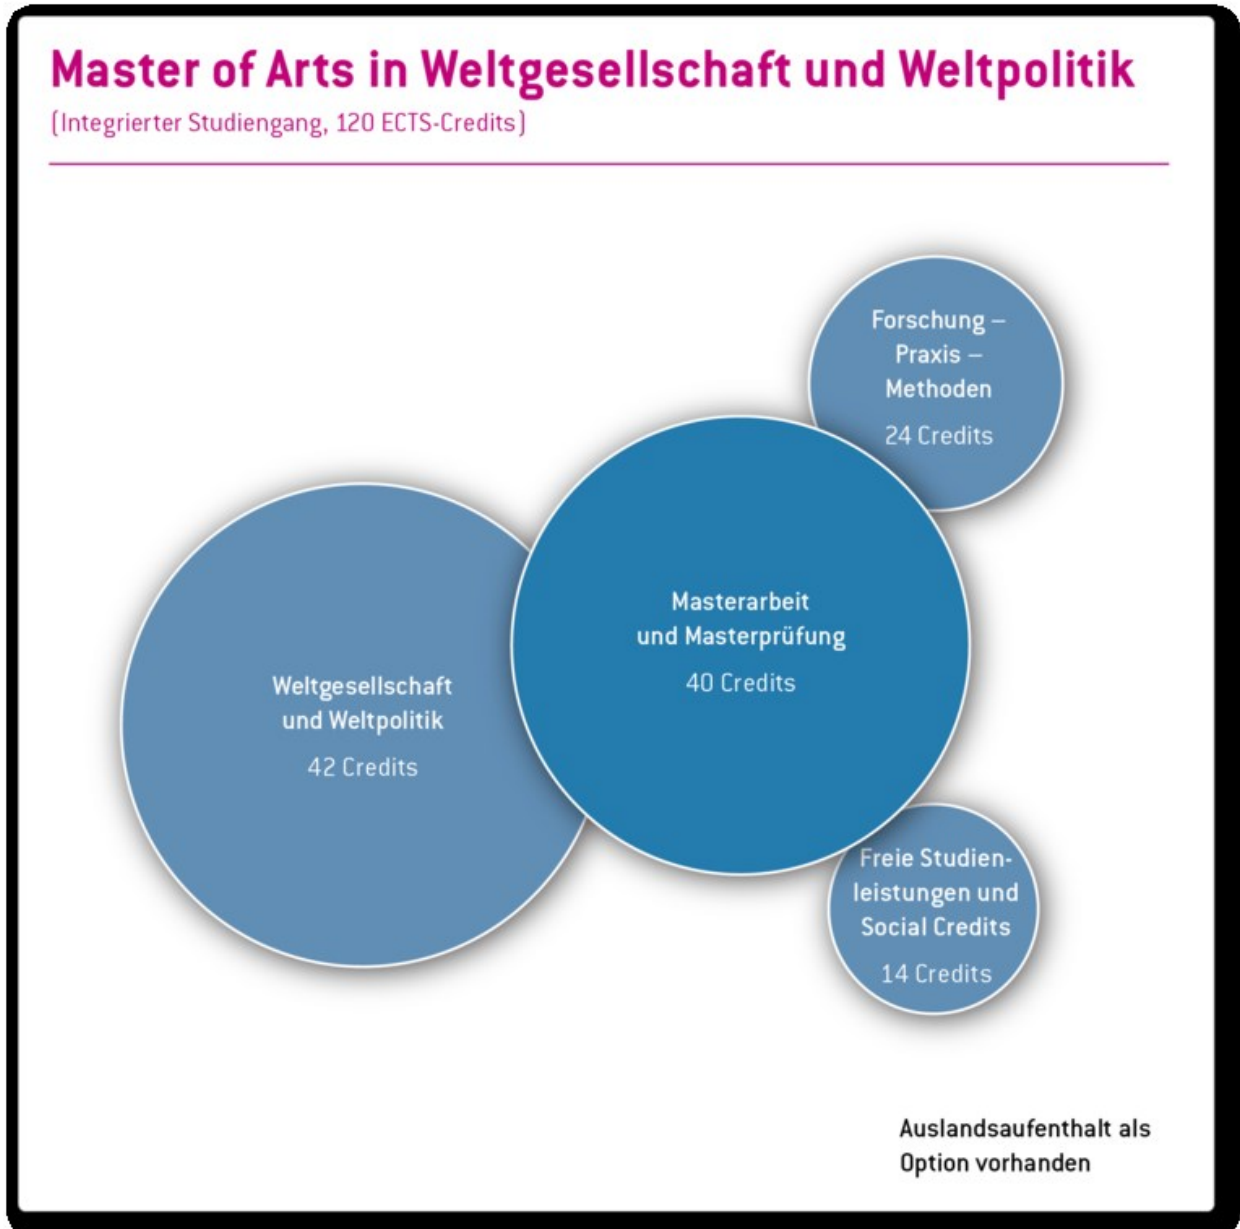 Master of Arts in Weltgesellschaft und Weltpolitik
(Integrierter Studiengang, 120 ECTS-Credits)
Forschung –
Praxis –
Methoden
24 Credits
Masterarbeit
und Masterprüfung
40 Credits
Weltgesellschaft
und Weltpolitik
42 Credits
Freie Studien-
leistungen und
Social Credits
14 Credits
Auslandsaufenthalt als
Option vorhanden